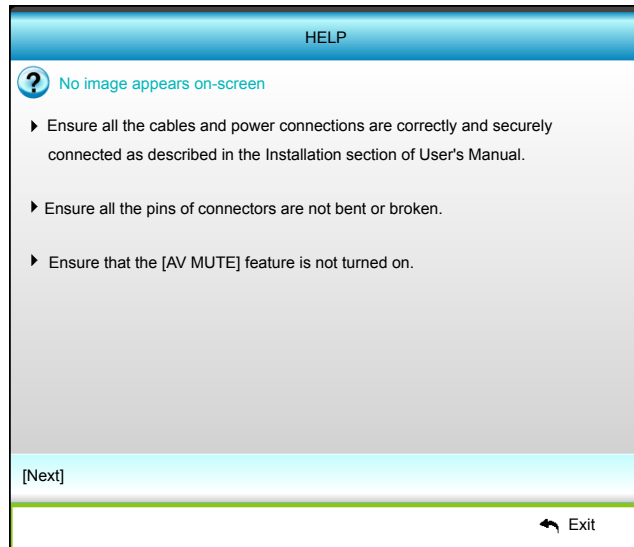 HELP
No image appears on-screen
Ensure all the cables and power connections are correctly and securely
connected as described in the Installation section of User's Manual.
Ensure all the pins of connectors are not bent or broken.
Ensure that the [AV MUTE] feature is not turned on.
[Next]
Exit